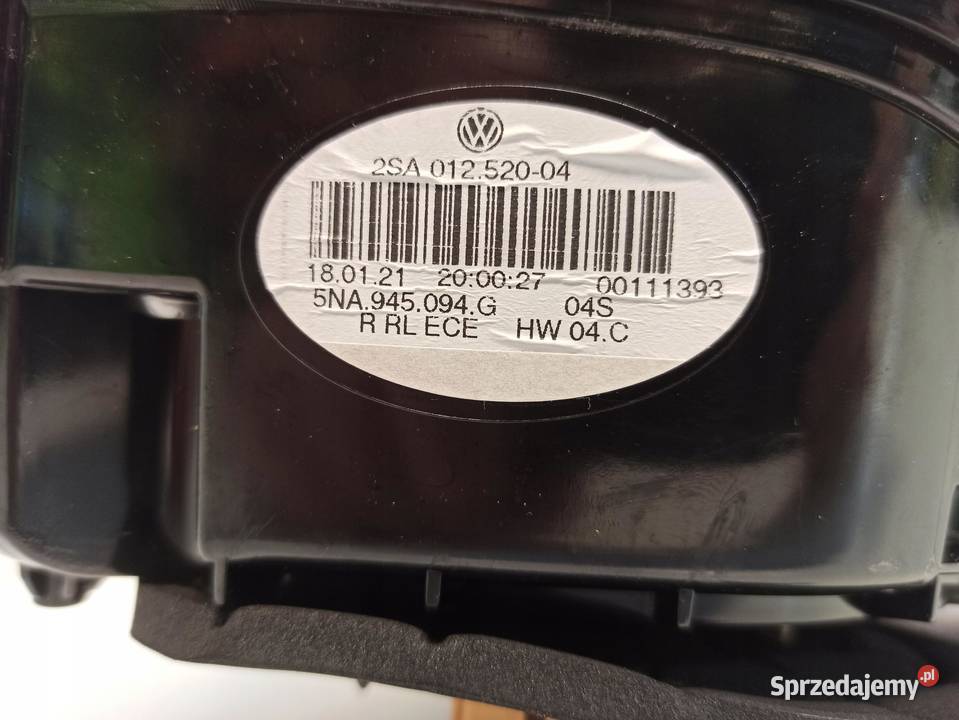 VW
2SA 012.520-04
18.01.21 20:00:27 00111393
5NA.945.094.G 04S
R RL ECE HW 04.C
Sprzedajemy.pl